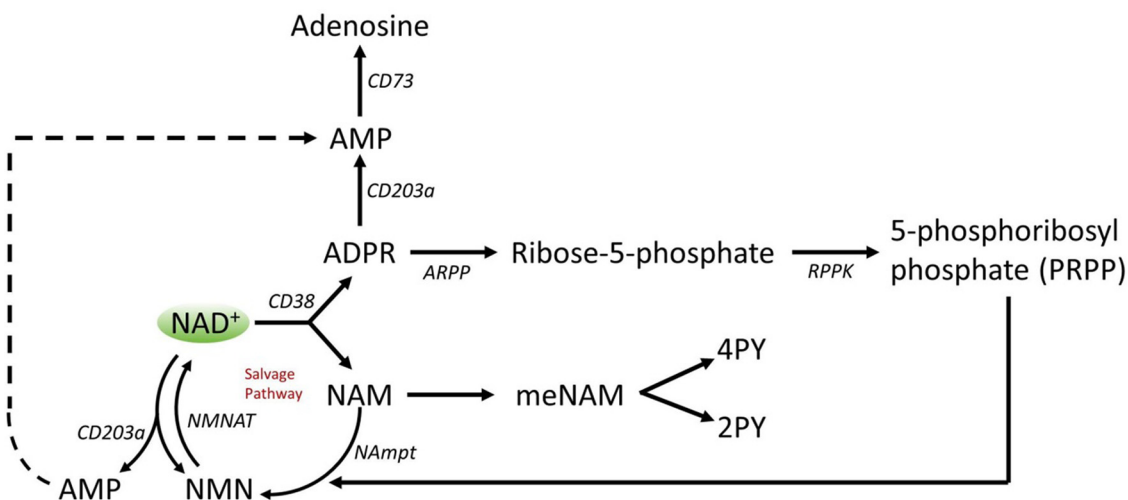 Adenosine
CD73
AMP
CD203a
ADPR
ARPP
Ribose-5-phosphate
RPPK
5-phosphoribosyl
phosphate (PRPP)
CD38
NAD+
Salvage
Pathway
NAM
meNAM
4PY
2PY
CD203a
NMNAT
NAmpt
AMP
NMN